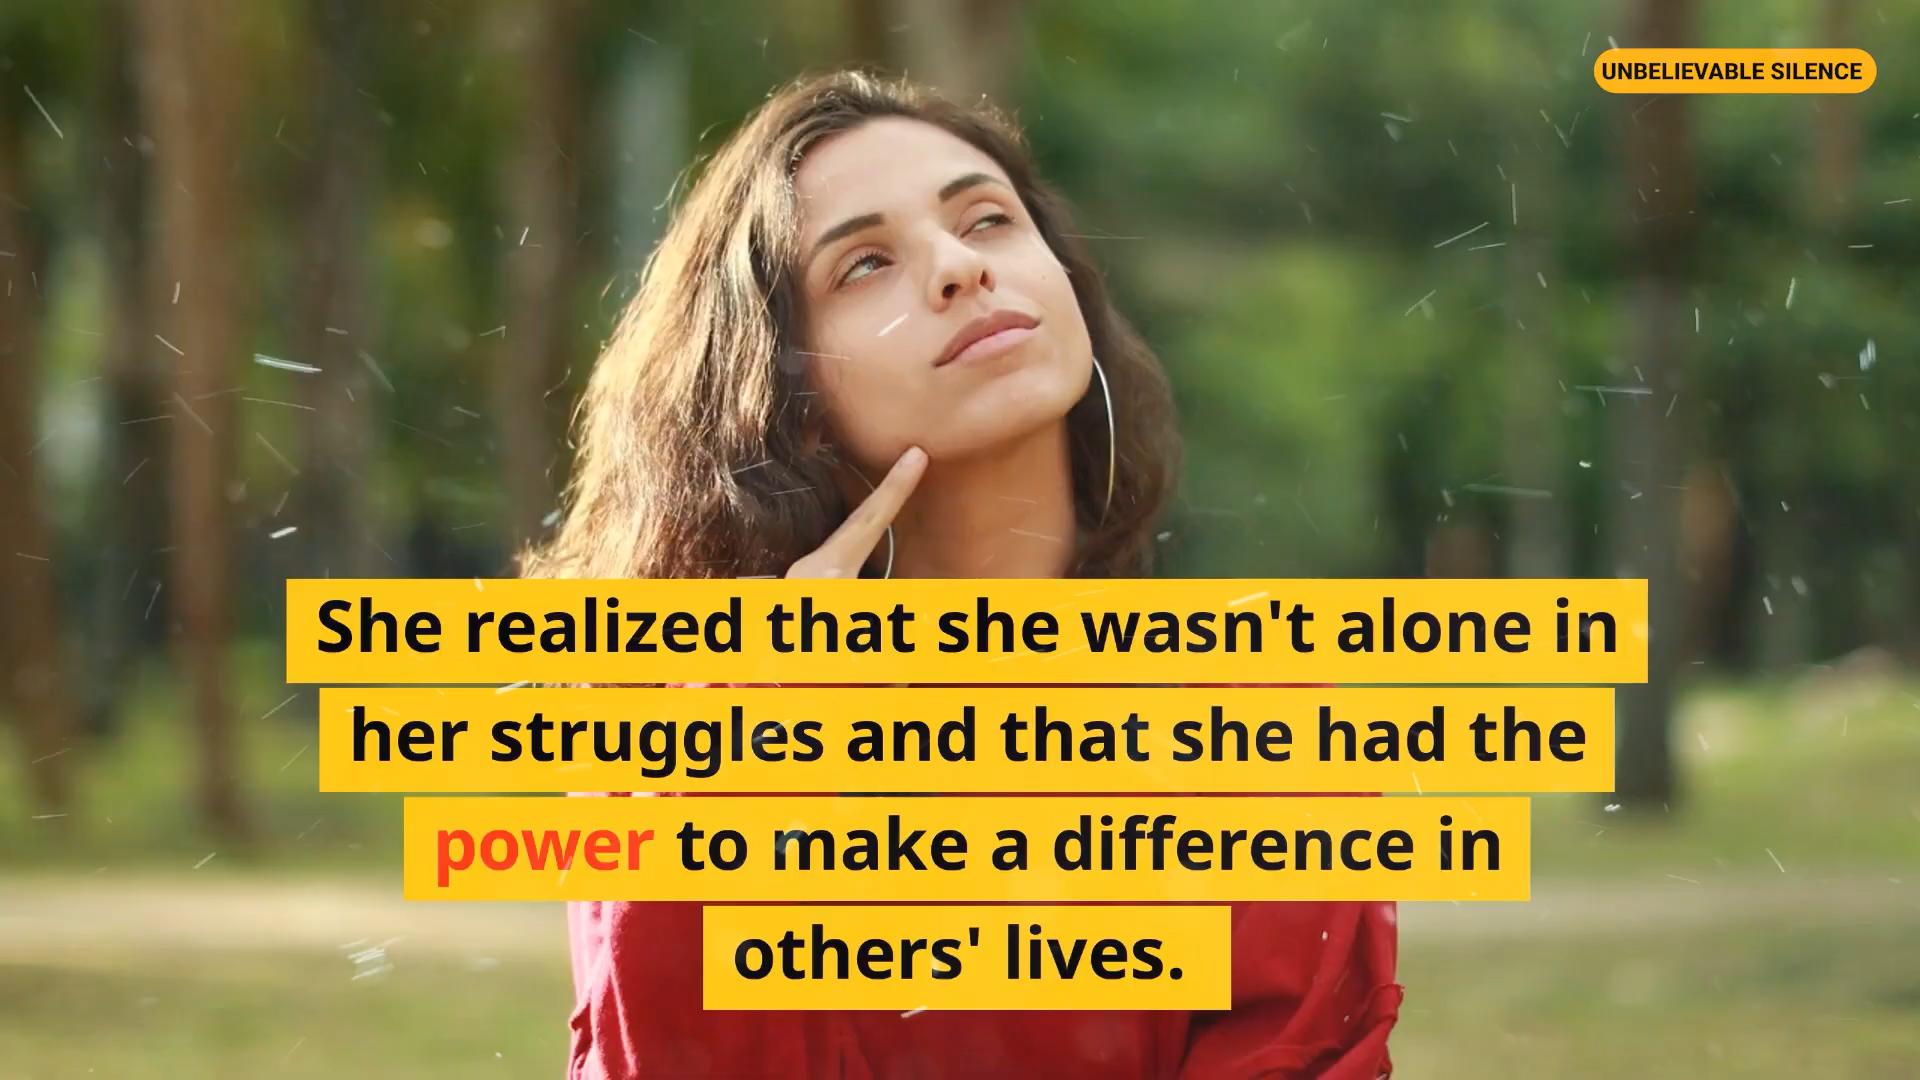 UNBELIEVABLE SILENCE
She realized that she wasn't alone in
her struggles and that she had the
power to make a difference in
others' lives.